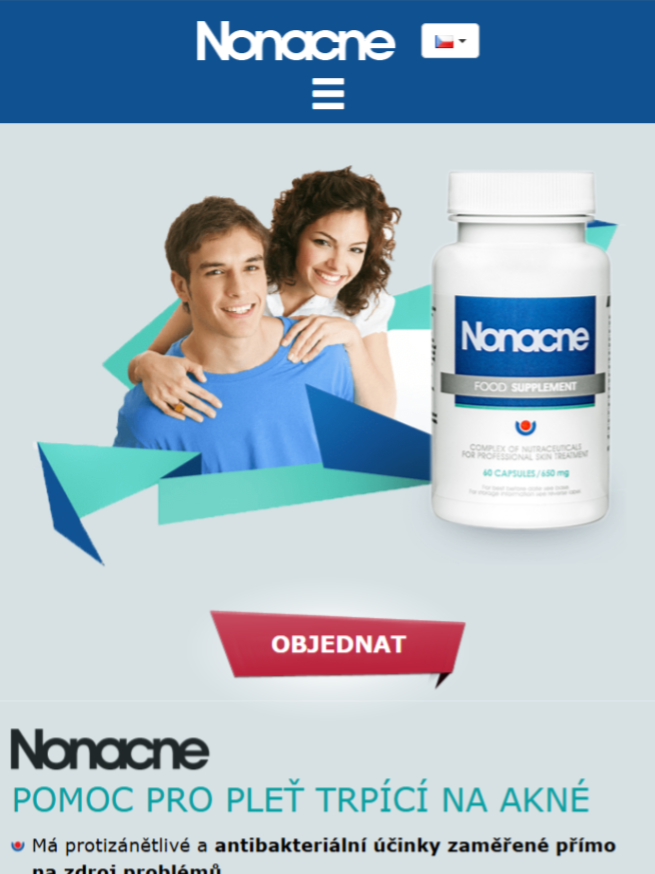 Nonacne
Nonacne
FOOD SUPPLEMENT
COMPLEX OF NUTRACEUTICALS
FOR PROFESSIONAL SKIN TREATMENT
60 CAPSULES/650 mg
OBJEDNAT
Nonacne
POMOC PRO PLEŤ TRPÍCÍ NA AKNÉ
Má protizánětlivé a antibakteriální účinky zaměřené přímo
na zdroj problémů